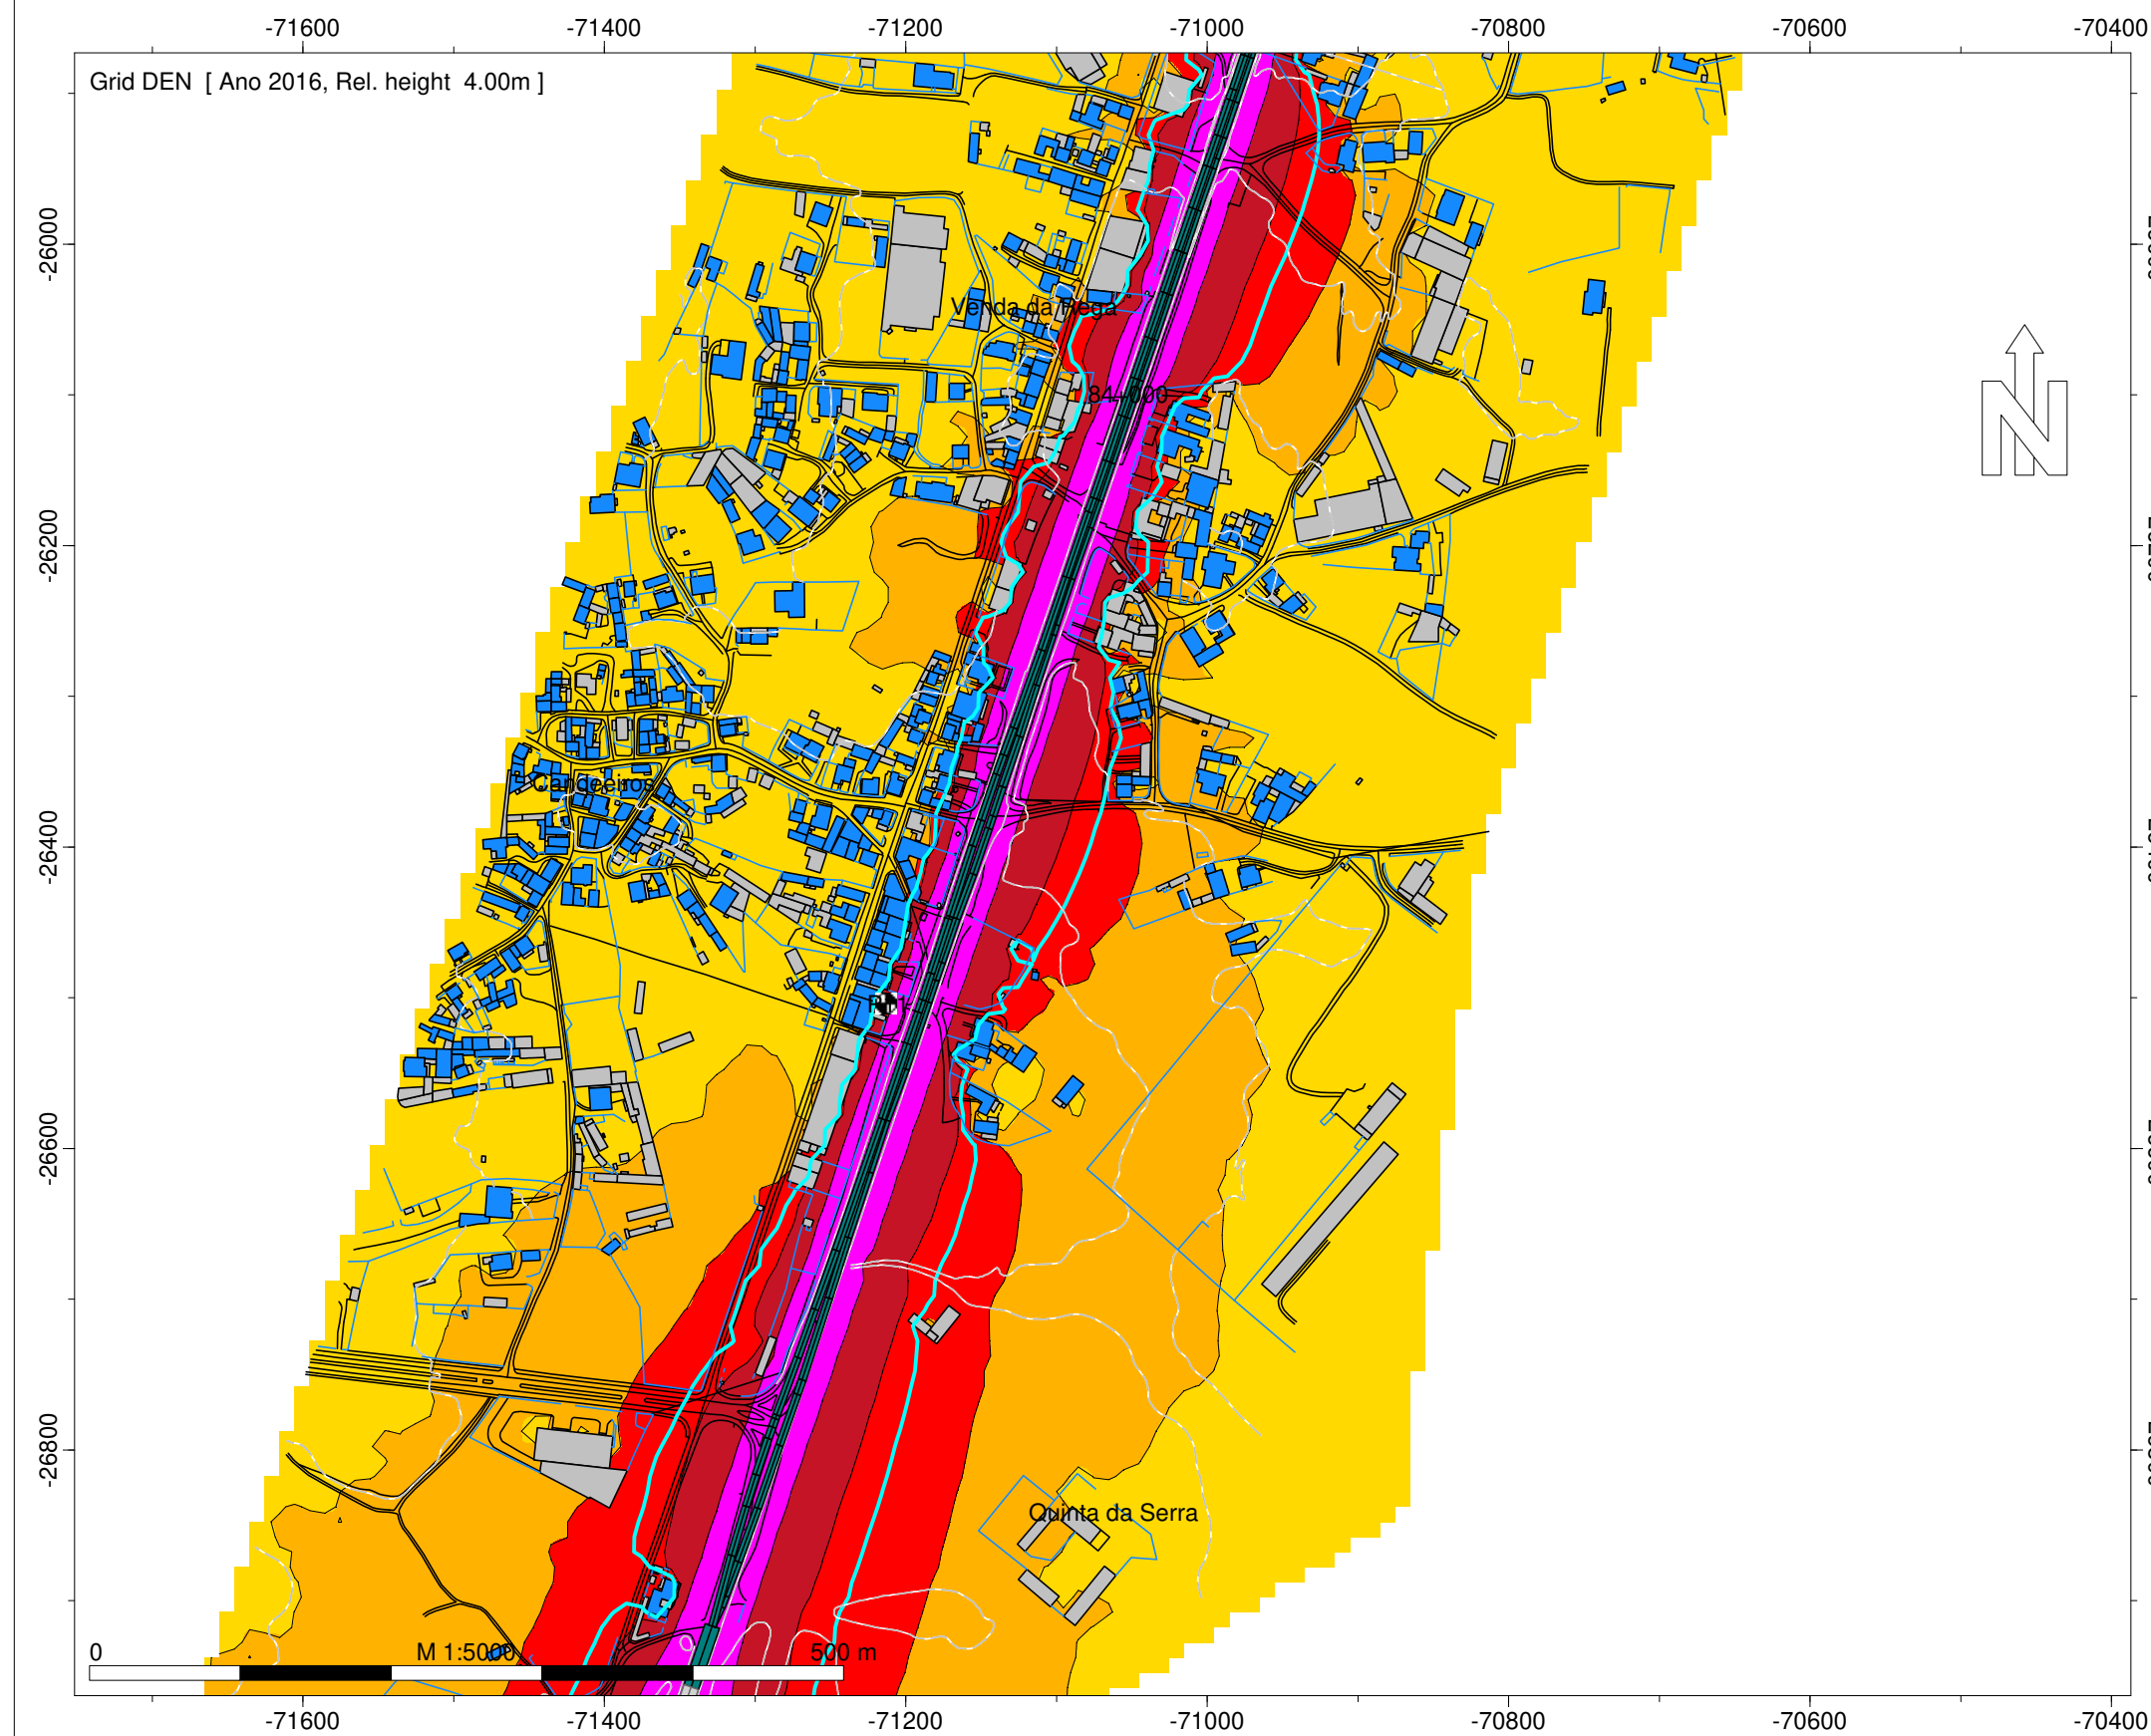 -71600 -71400 -71200 -71000 -70800 -70600 -70400
Grid DEN [ Ano 2016, Rel. height 4.00m ]
-26000
Venda da Rega
84+000
N
-26200
Candeeiros
-26400
-26600
-26800
Quinta da Serra
0 M 1:5000 500 m
-71600 -71400 -71200 -71000 -70800 -70600 -70400